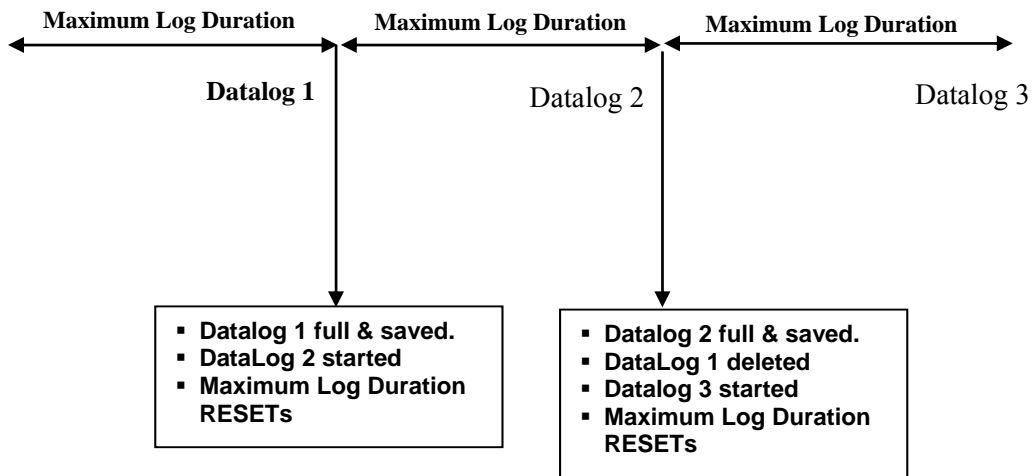 Maximum Log Duration
Maximum Log Duration
Maximum Log Duration
Datalog 1
Datalog 2
Datalog 3
▪ Datalog 1 full & saved.
▪ DataLog 2 started
▪ Maximum Log Duration
RESETs
▪ Datalog 2 full & saved.
▪ DataLog 1 deleted
▪ Datalog 3 started
▪ Maximum Log Duration
RESETs